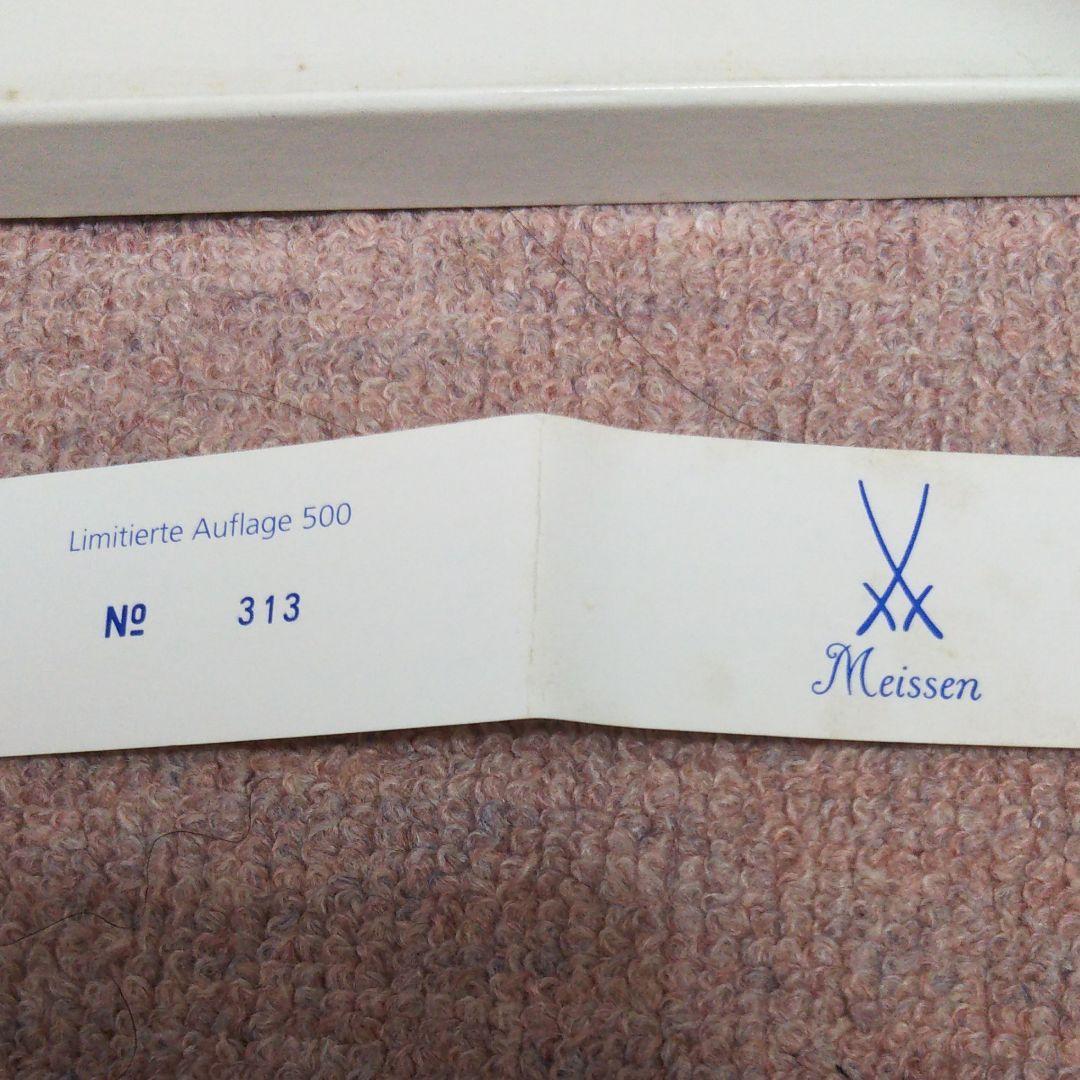 Limitierte Auflage 500
Nº 313
Meissen